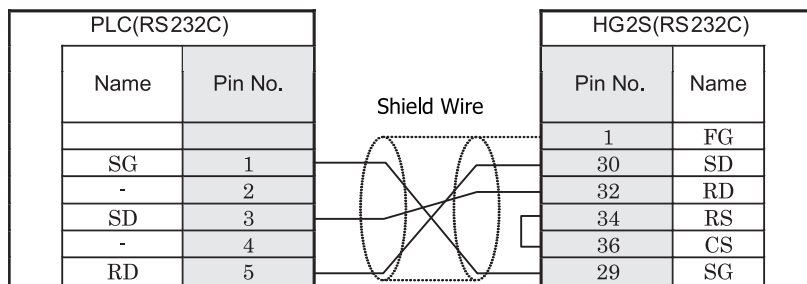 PLC(RS232C) HG2S(RS232C)
Name Pin No. Pin No. Name
Shield Wire
1 FG
SG 1 30 SD
- 2 32 RD
SD 3 34 RS
- 4 36 CS
RD 5 29 SG